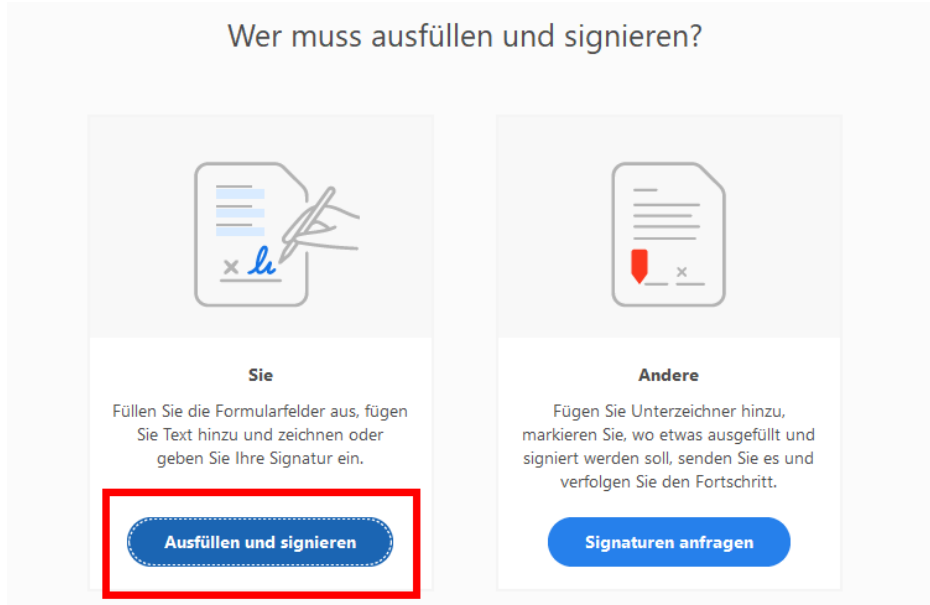 Wer muss ausfüllen und signieren?
Sie
Füllen Sie die Formularfelder aus, fügen
Sie Text hinzu und zeichnen oder
geben Sie Ihre Signatur ein.
Ausfüllen und signieren
Andere
Fügen Sie Unterzeichner hinzu,
markieren Sie, wo etwas ausgefüllt und
signiert werden soll, senden Sie es und
verfolgen Sie den Fortschritt.
Signaturen anfragen